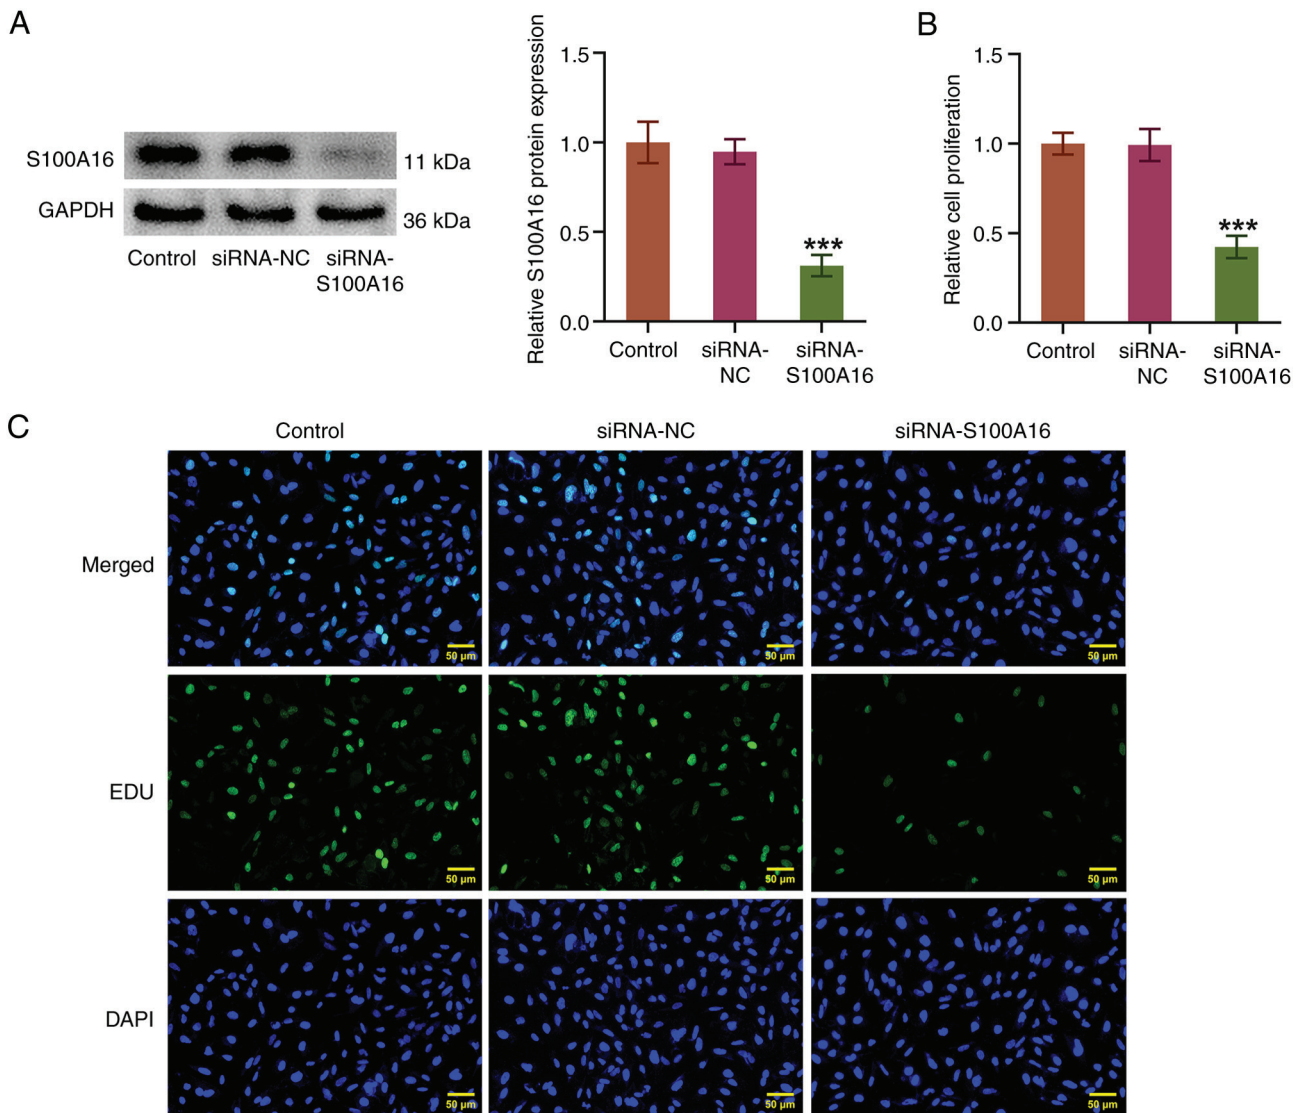 A
S100A16
11 kDa
GAPDH
36 kDa
Control
siRNA-NC
siRNA-
S100A16
Relative S100A16 protein expression
1.5
1.0
0.5
0.0
Control
siRNA-
NC
siRNA-
S100A16
***
B
Relative cell proliferation
1.5
1.0
0.5
0.0
Control
siRNA-
NC
siRNA-
S100A16
***
C
Control
siRNA-NC
siRNA-S100A16
Merged
50 µm
50 µm
50 µm
EDU
50 µm
50 µm
50 µm
DAPI
50 µm
50 µm
50 µm